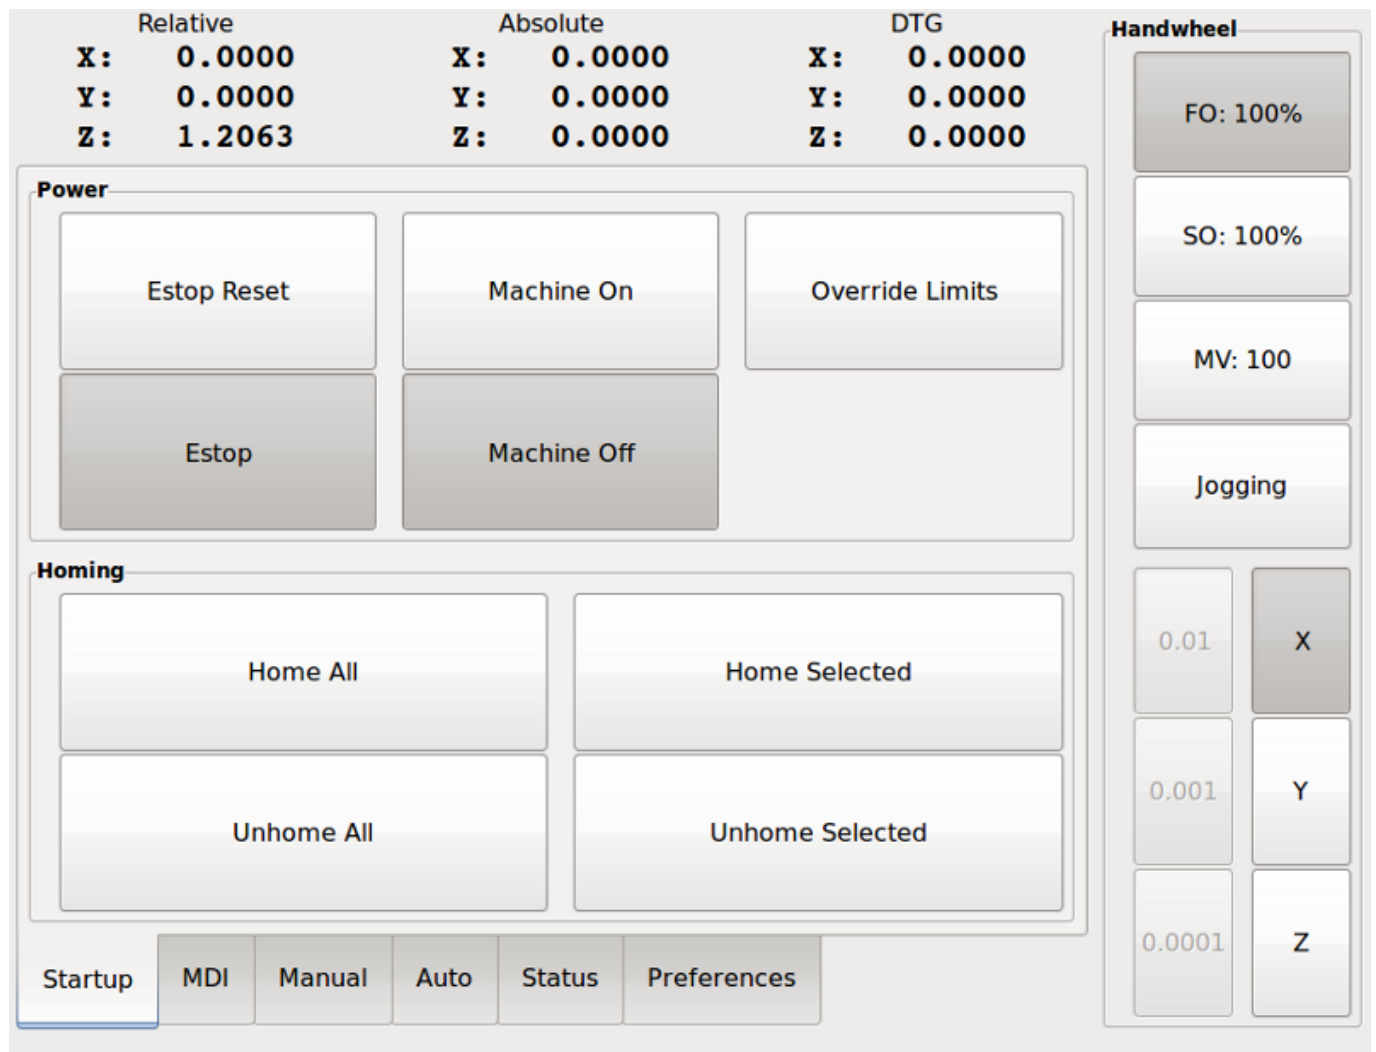 Relative Absolute DTG
X: 0.0000 X: 0.0000 X: 0.0000
Y: 0.0000 Y: 0.0000 Y: 0.0000
Z: 1.2063 Z: 0.0000 Z: 0.0000
Power
Estop Reset Machine On Override Limits
Estop Machine Off
Homing
Home All Home Selected
Unhome All Unhome Selected
Startup MDI Manual Auto Status Preferences
Handwheel
FO: 100%
SO: 100%
MV: 100
Jogging
0.01 X
0.001 Y
0.0001 Z